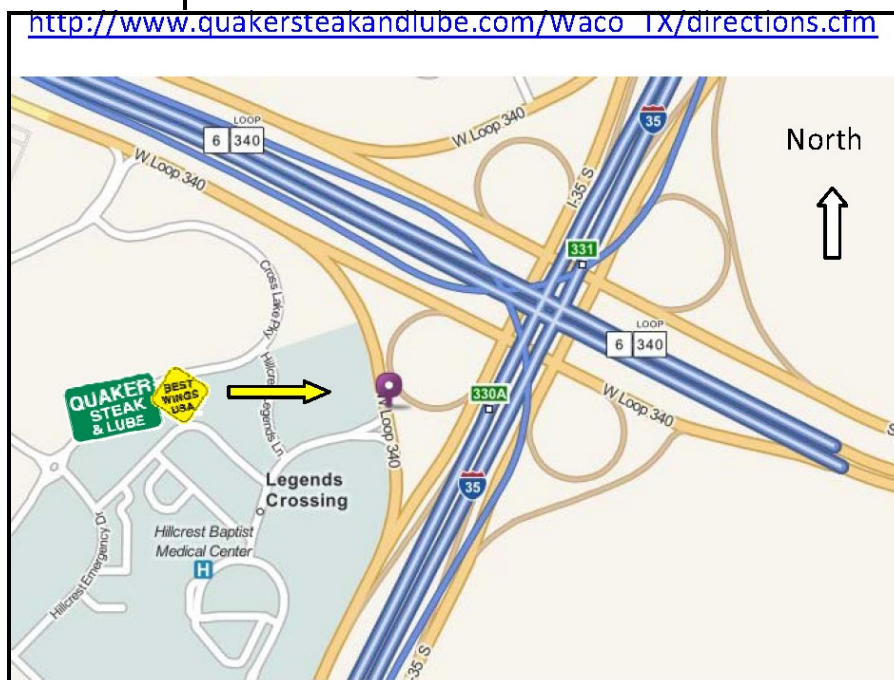 http://www.quakersteakandlube.com/Waco_TX/directions.cfm
LOOP
6 340
W Loop 340
35
North
W Loop 340
I-35 S
331
Cross Lake Pky
LOOP
6 340
Hillcrest Legends Ln
QUAKER
STEAK
& LUBE
BEST
WINGS
USA
330A
W Loop 340
W Loop 340
S
35
Legends
Crossing
Hillcrest Baptist
Medical Center
H
Hillcrest Emergency Dr
-35 S